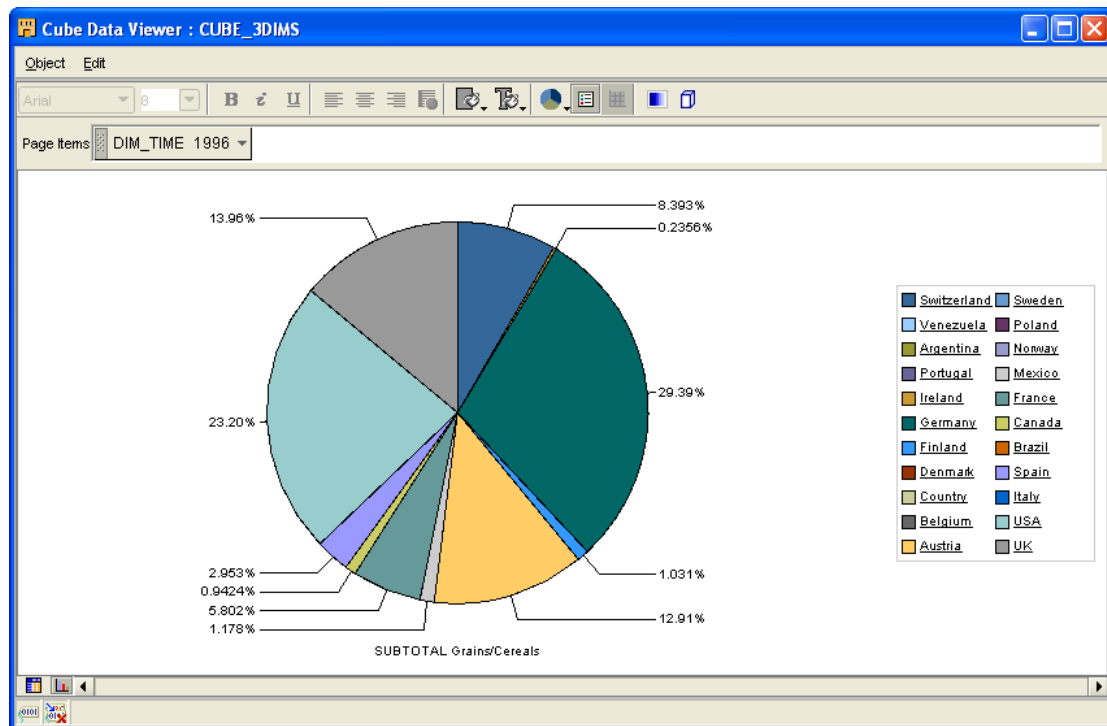 Cube Data Viewer : CUBE_3DIMS
Object Edit
Arial 8 B i U
Page Items DIM_TIME 1996
13.96%
8.393%
0.2356%
29.39%
23.20%
2.953%
0.9424%
5.802%
1.178%
1.031%
12.91%
SUBTOTAL Grains/Cereals
Switzerland Sweden
Venezuela Poland
Argentina Norway
Portugal Mexico
Ireland France
Germany Canada
Finland Brazil
Denmark Spain
Country Italy
Belgium USA
Austria UK